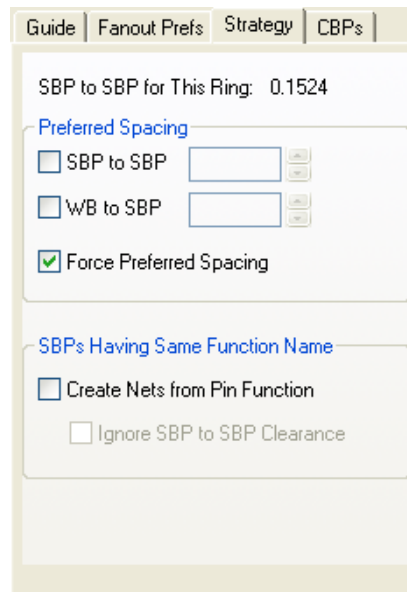 Guide Fanout Prefs Strategy CBPs
SBP to SBP for This Ring: 0.1524
Preferred Spacing
SBP to SBP
WB to SBP
Force Preferred Spacing
SBPs Having Same Function Name
Create Nets from Pin Function
Ignore SBP to SBP Clearance